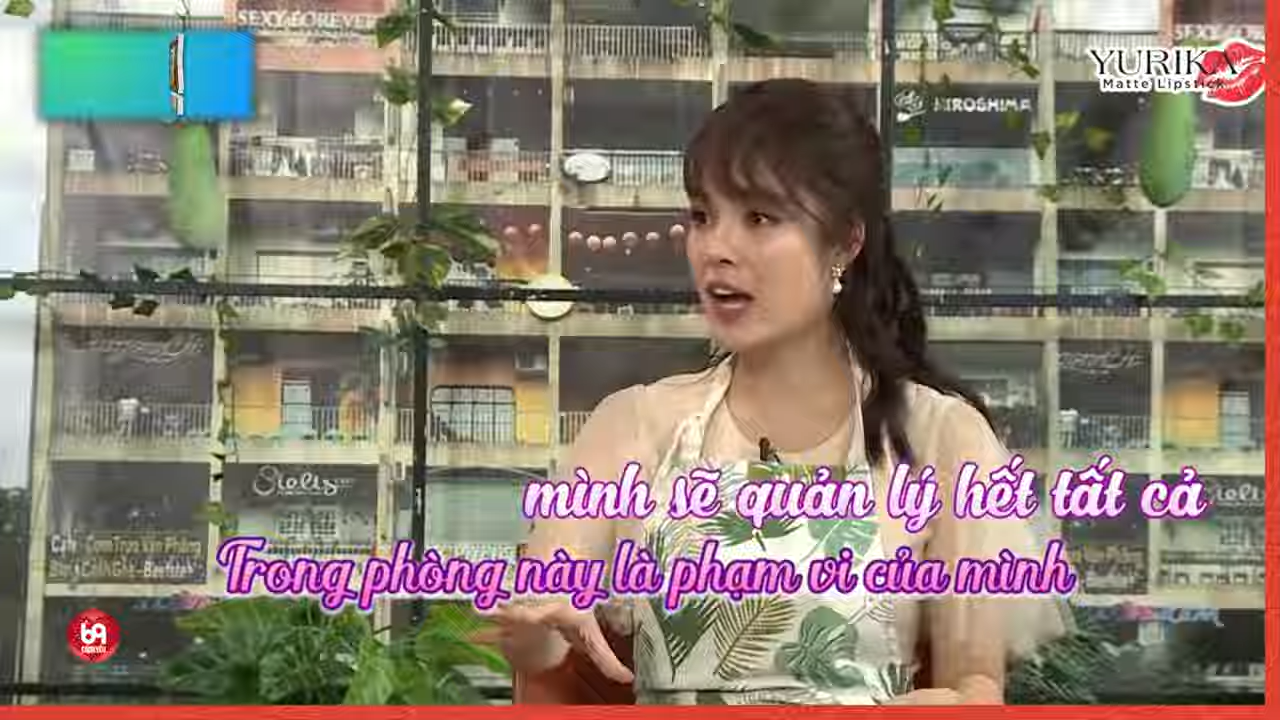 SEXY FOREVER
YURIKA
Matte Lipstick
HIROSHIMA
mình sẽ quản lý hết tất cả
Trong phòng này là phạm vi của mình